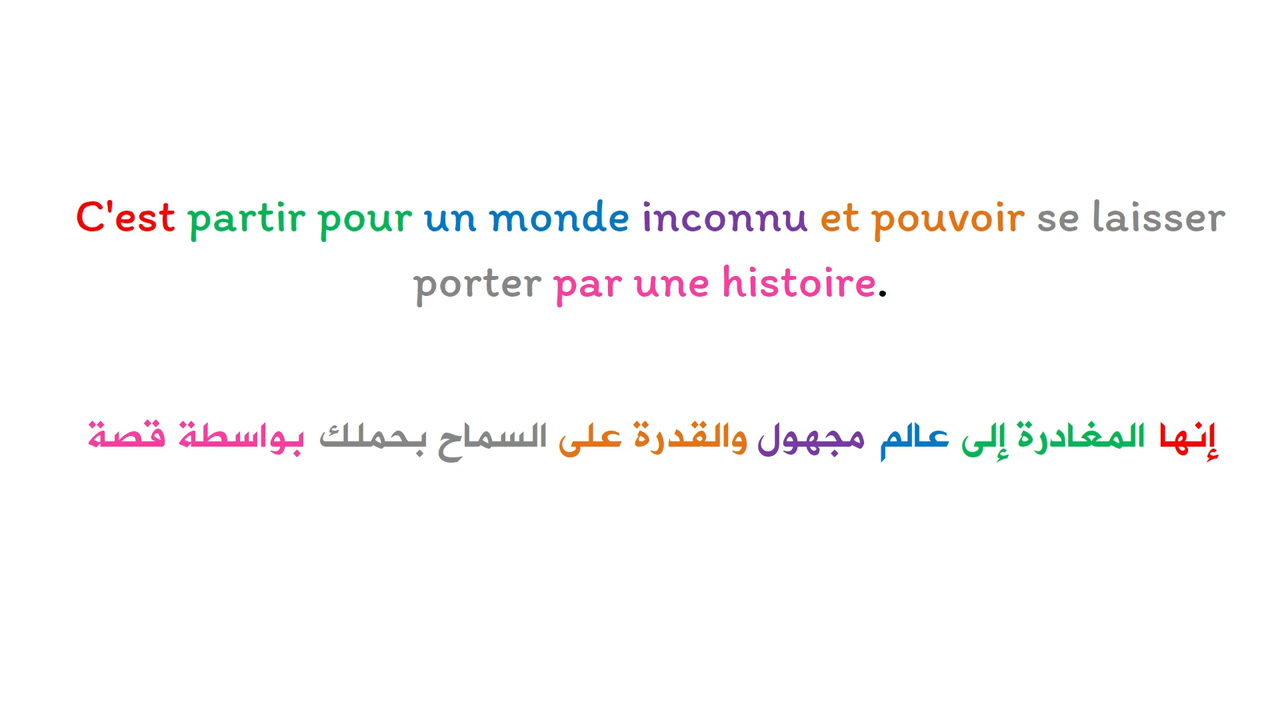 C'est partir pour un monde inconnu et pouvoir se laisser
porter par une histoire.
إنها المغادرة إلى عالم مجهول والقدرة على السماح بحملك بواسطة قصة